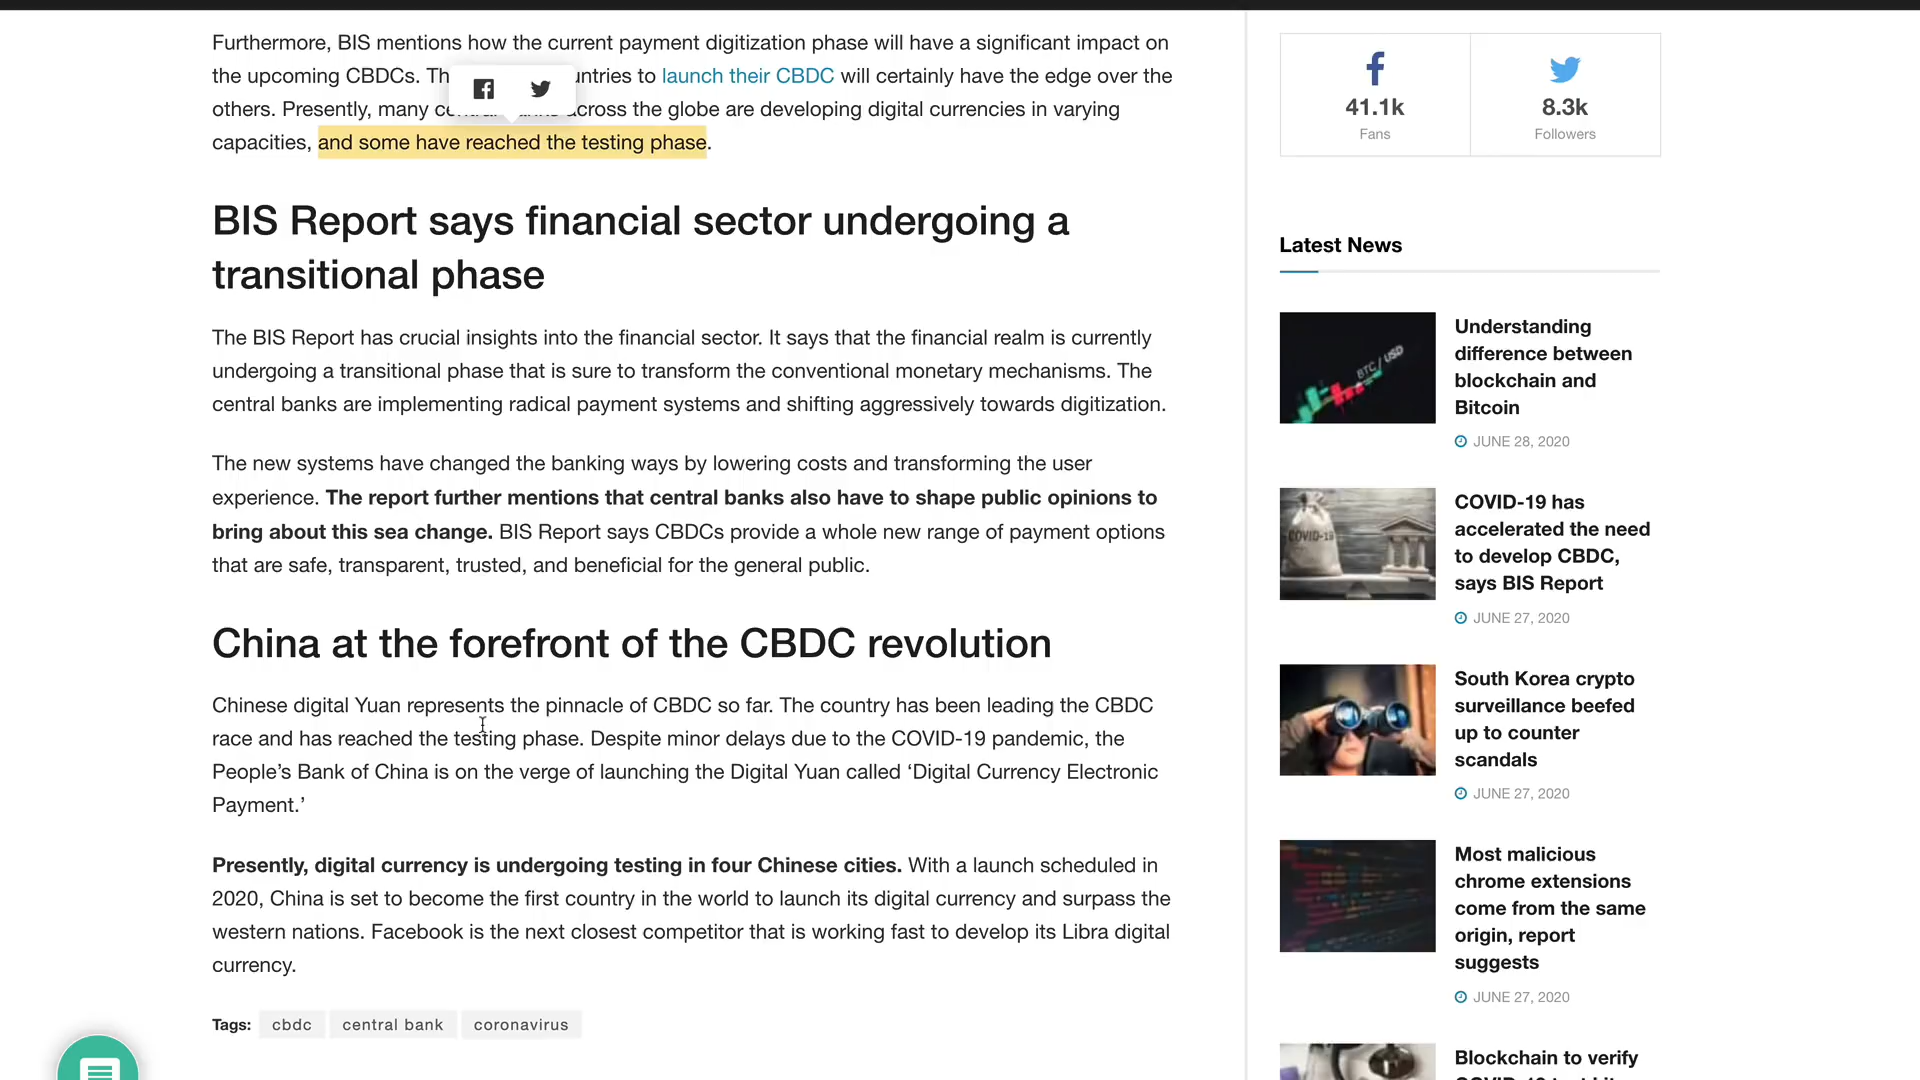 Furthermore, BIS mentions how the current payment digitization phase will have a significant impact on
the upcoming CBDCs. Th untries to launch their CBDC will certainly have the edge over the
others. Presently, many across the globe are developing digital currencies in varying
capacities, and some have reached the testing phase.
BIS Report says financial sector undergoing a
transitional phase
The BIS Report has crucial insights into the financial sector. It says that the financial realm is currently
undergoing a transitional phase that is sure to transform the conventional monetary mechanisms. The
central banks are implementing radical payment systems and shifting aggressively towards digitization.
The new systems have changed the banking ways by lowering costs and transforming the user
experience. The report further mentions that central banks also have to shape public opinions to
bring about this sea change. BIS Report says CBDCs provide a whole new range of payment options
that are safe, transparent, trusted, and beneficial for the general public.
China at the forefront of the CBDC revolution
Chinese digital Yuan represents the pinnacle of CBDC so far. The country has been leading the CBDC
race and has reached the testing phase. Despite minor delays due to the COVID-19 pandemic, the
People’s Bank of China is on the verge of launching the Digital Yuan called ‘Digital Currency Electronic
Payment.’
Presently, digital currency is undergoing testing in four Chinese cities. With a launch scheduled in
2020, China is set to become the first country in the world to launch its digital currency and surpass the
western nations. Facebook is the next closest competitor that is working fast to develop its Libra digital
currency.
Tags: cbdc central bank coronavirus
41.1k
Fans
8.3k
Followers
Latest News
BTC / USD
Understanding
difference between
blockchain and
Bitcoin
JUNE 28, 2020
COVID-19
COVID-19 has
accelerated the need
to develop CBDC,
says BIS Report
JUNE 27, 2020
South Korea crypto
surveillance beefed
up to counter
scandals
JUNE 27, 2020
Most malicious
chrome extensions
come from the same
origin, report
suggests
JUNE 27, 2020
Blockchain to verify